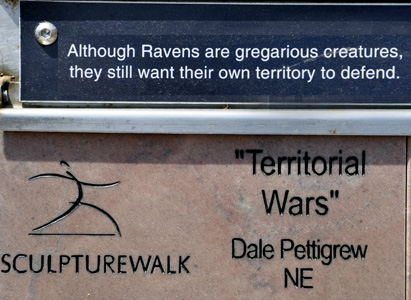 Although Ravens are gregarious creatures,
they still want their own territory to defend.
"Territorial
Wars"
Dale Pettigrew
NE
SCULPTUREWALK